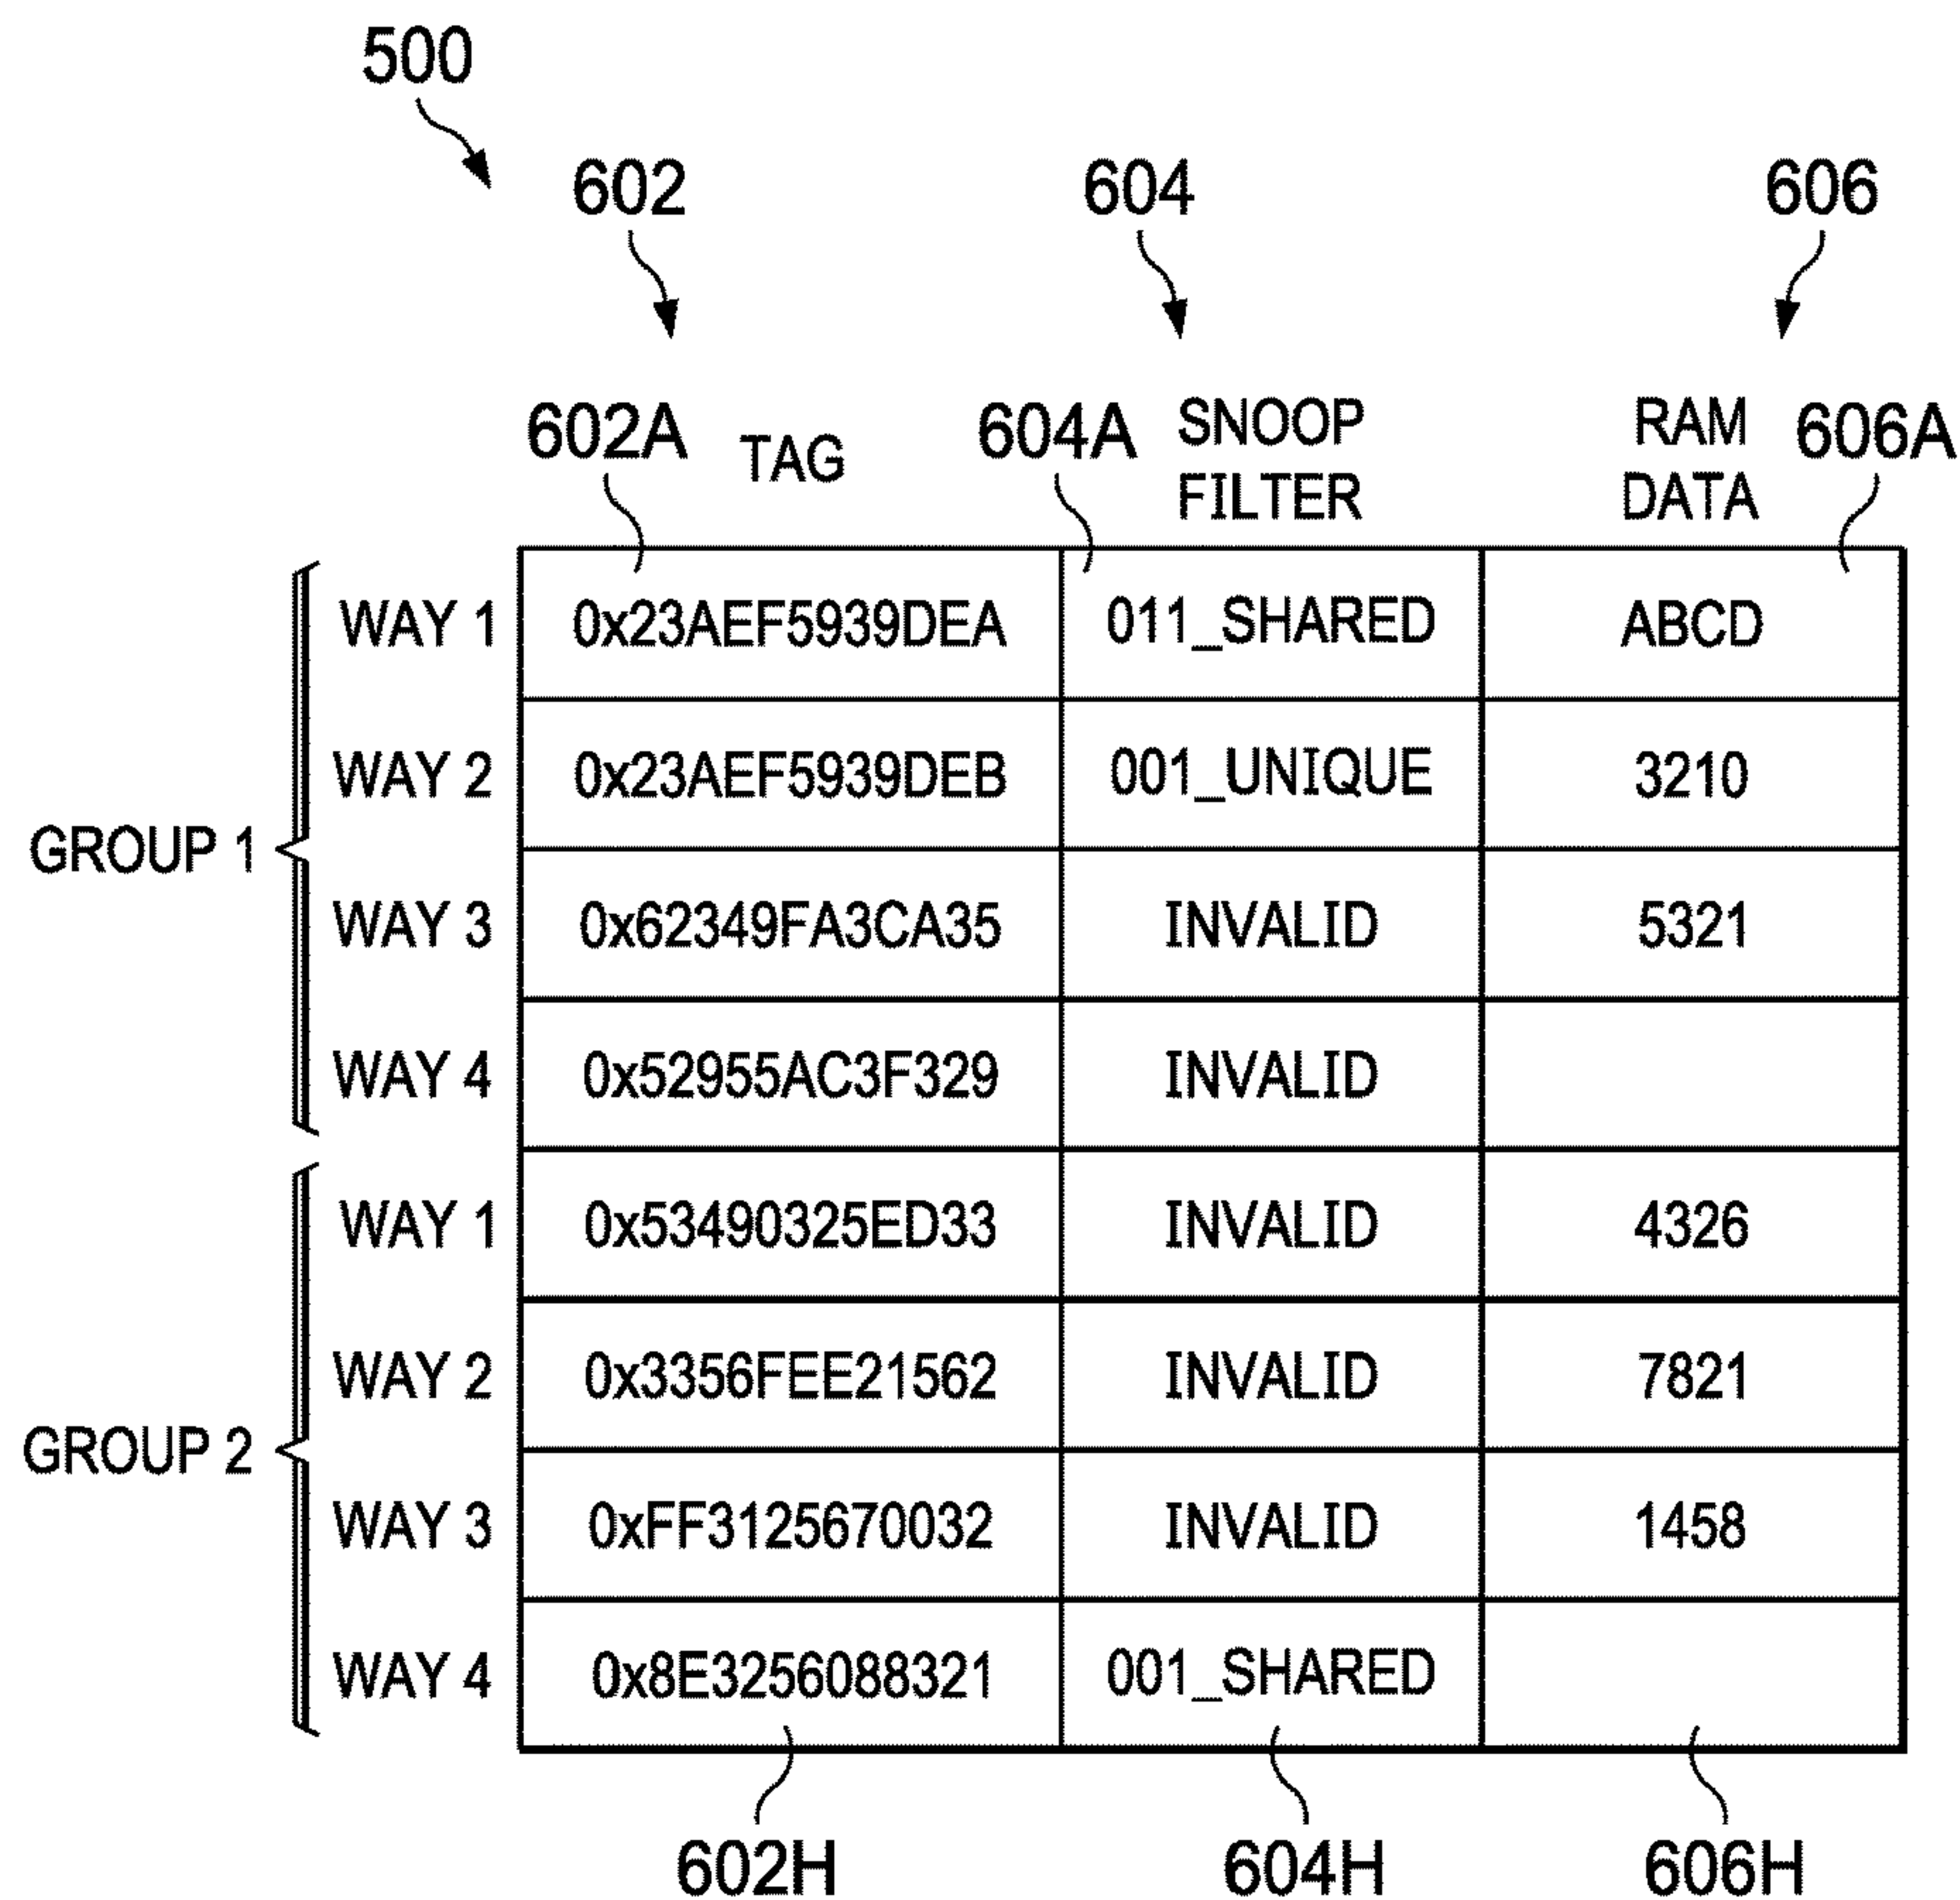 500
602 604 606
602A TAG 604A SNOOP FILTER RAM DATA 606A
WAY 1 0x23AEF5939DEA 011_SHARED ABCD
WAY 2 0x23AEF5939DEB 001_UNIQUE 3210
GROUP 1
WAY 3 0x62349FA3CA35 INVALID 5321
WAY 4 0x52955AC3F329 INVALID
WAY 1 0x53490325ED33 INVALID 4326
WAY 2 0x3356FEE21562 INVALID 7821
GROUP 2
WAY 3 0xFF3125670032 INVALID 1458
WAY 4 0x8E3256088321 001_SHARED
602H 604H 606H